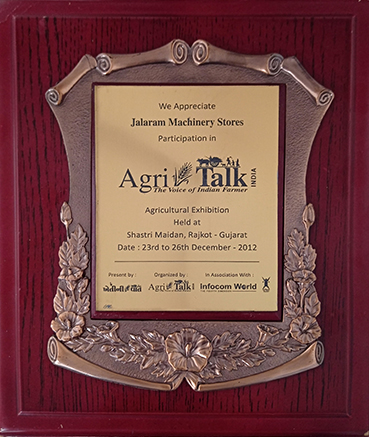 We Appreciate
Jalaram Machinery Stores
Participation in
Agri Talk INDIA
The Voice of Indian Farmer
Agricultural Exhibition
Held at
Shastri Maidan, Rajkot - Gujarat
Date : 23rd to 26th December - 2012
Present by : Organized by : In Association With :
Agri Talk Infocom World